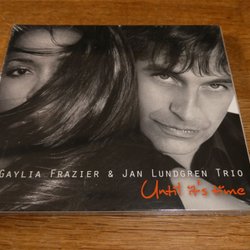 GAYLIA FRAZIER & JAN LUNDGREN TRIO
Until it's time